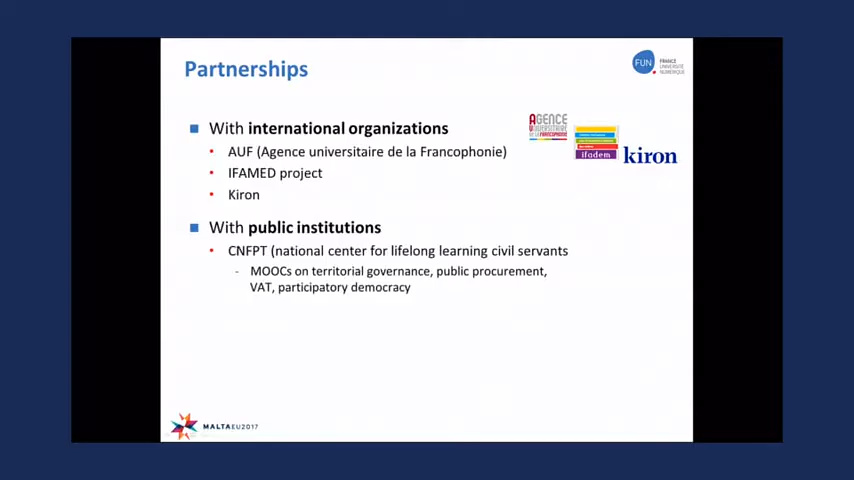 Partnerships
FUN
FRANCE
UNIVERSITÉ
NUMÉRIQUE
With international organizations
AUF (Agence universitaire de la Francophonie)
IFAMED project
Kiron
AGENCE
UNIVERSITAIRE
DE LA FRANCOPHONIE
ifadem
kiron
With public institutions
CNFPT (national center for lifelong learning civil servants
- MOOCs on territorial governance, public procurement,
VAT, participatory democracy
MALTAEU2017